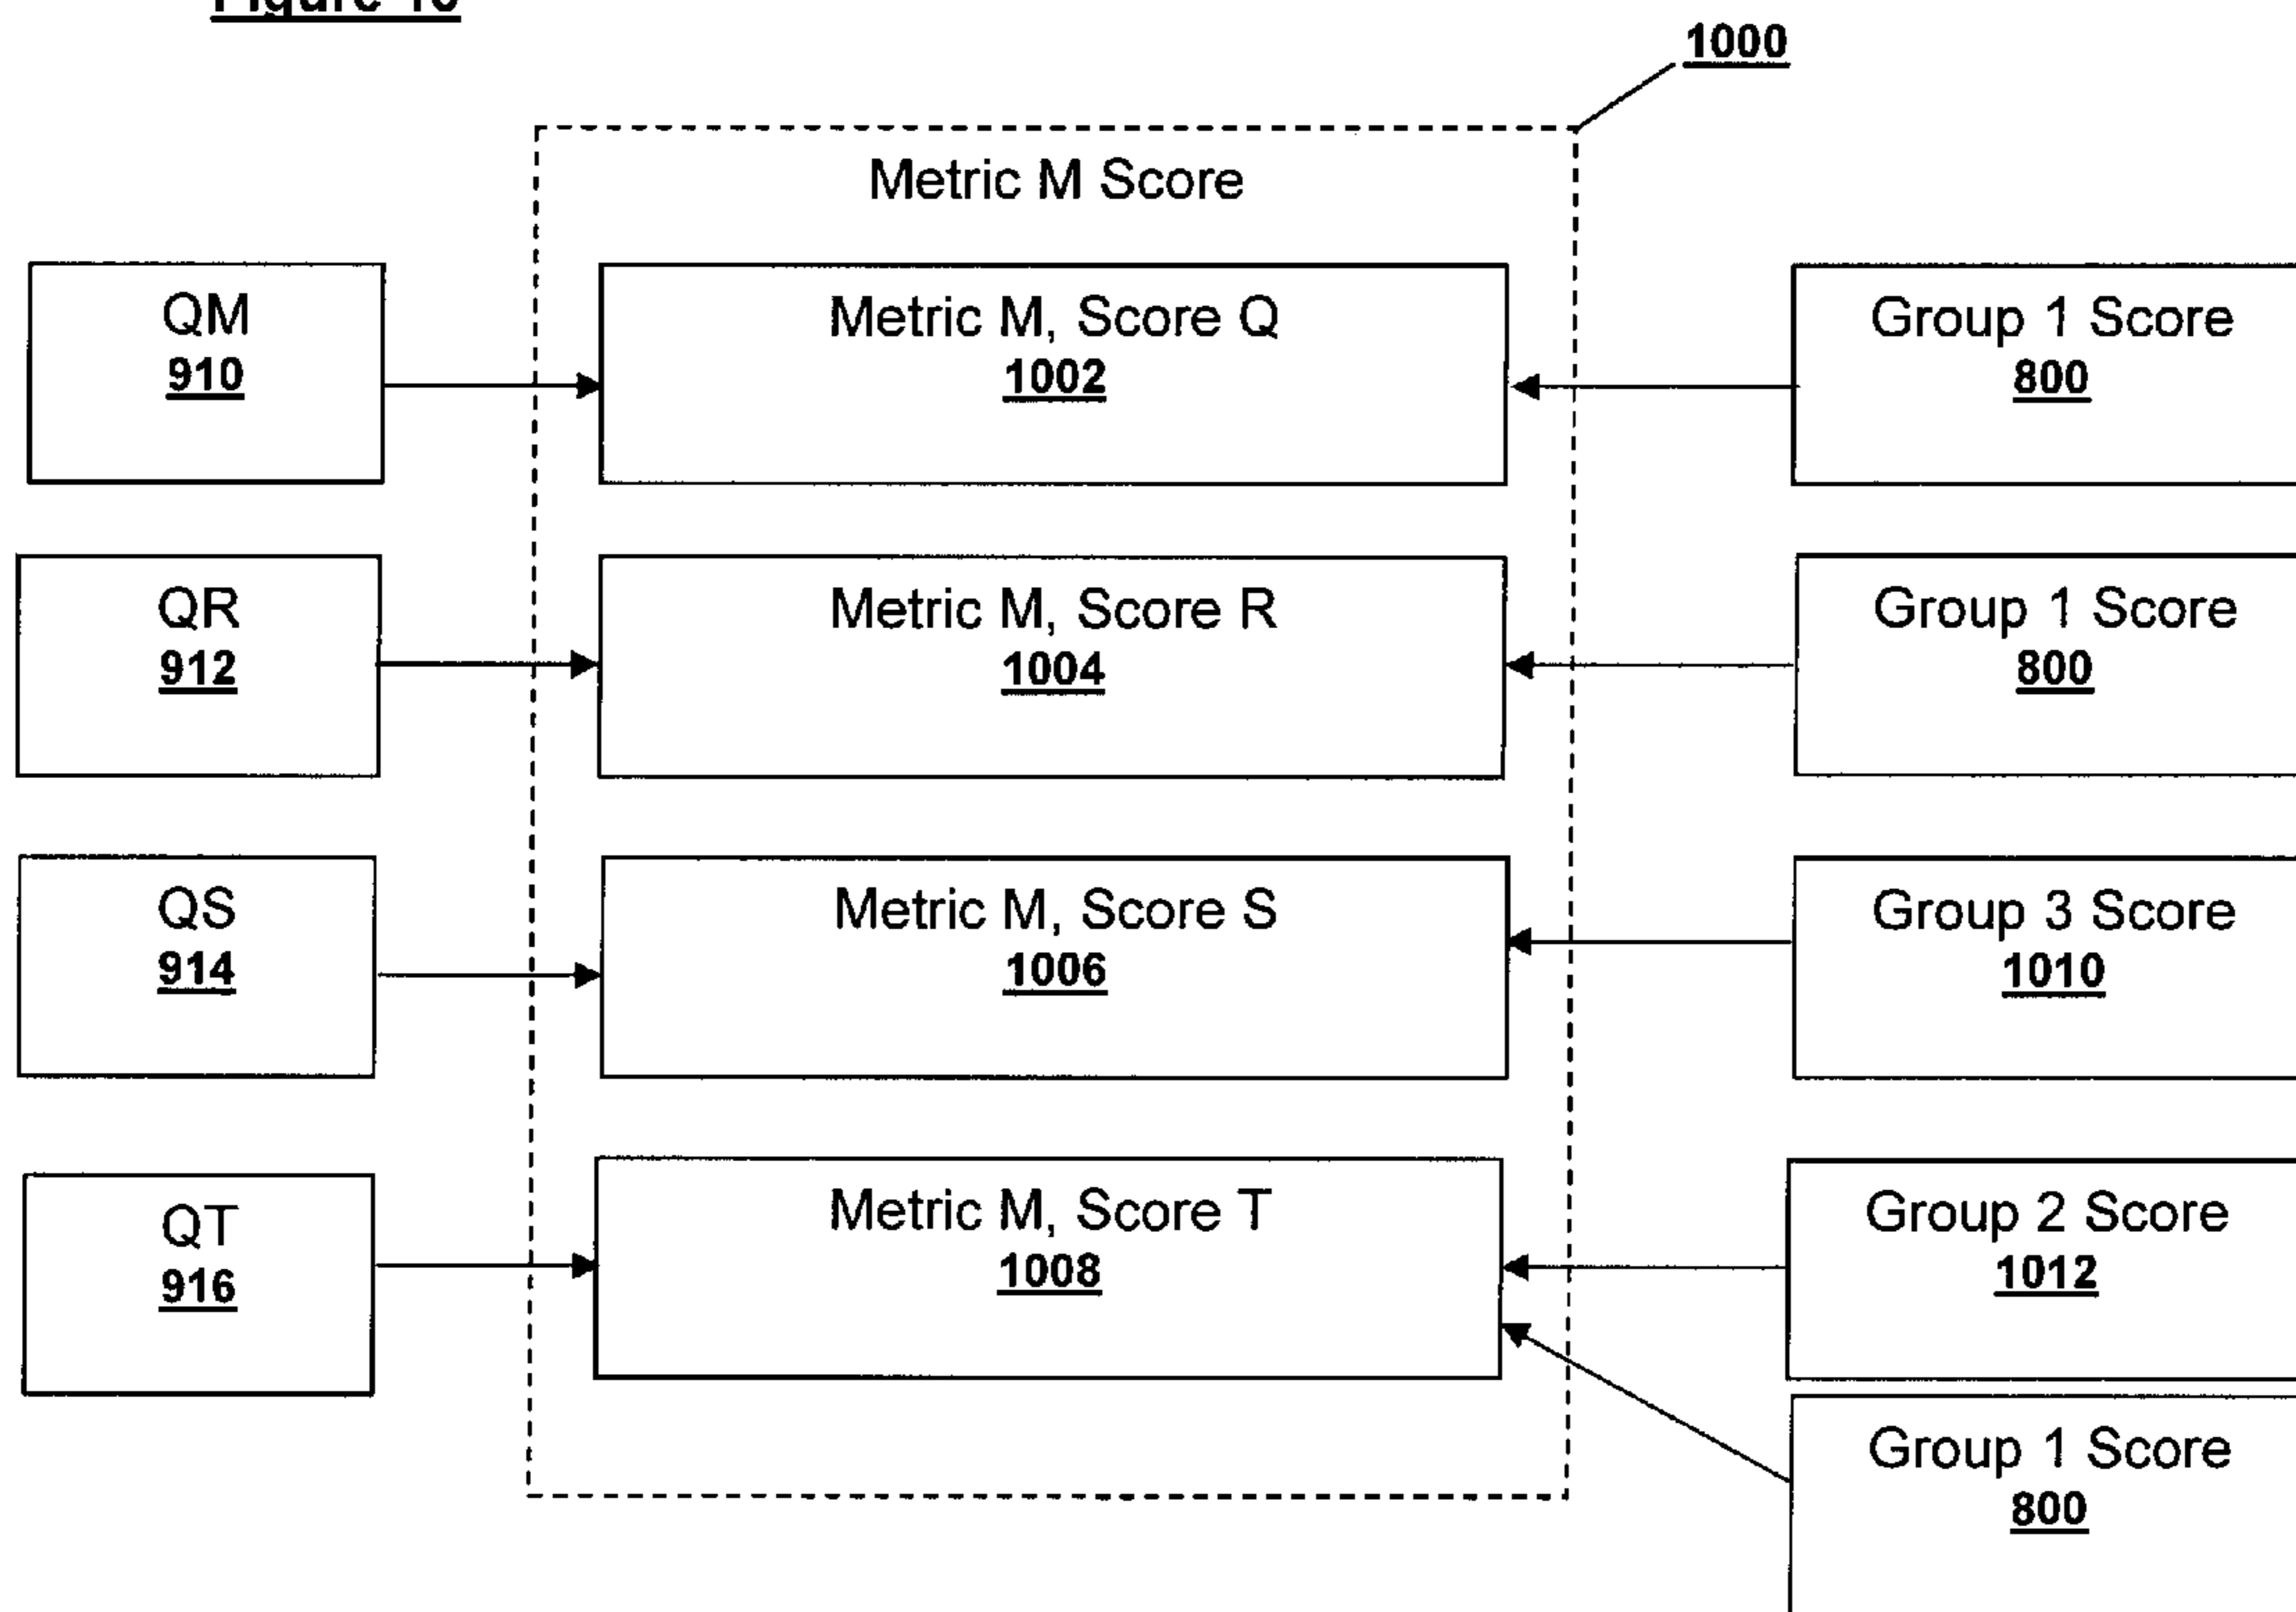 1000
Metric M Score
QM
910
Metric M, Score Q
1002
Group 1 Score
800
QR
912
Metric M, Score R
1004
Group 1 Score
800
QS
914
Metric M, Score S
1006
Group 3 Score
1010
QT
916
Metric M, Score T
1008
Group 2 Score
1012
Group 1 Score
800